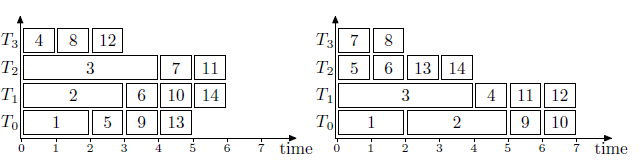 T3 4 8 12
T2 3 7 11
T1 2 6 10 14
T0 1 5 9 13
0 1 2 3 4 5 6 7 time
T3 7 8
T2 5 6 13 14
T1 3 4 11 12
T0 1 2 9 10
0 1 2 3 4 5 6 7 time